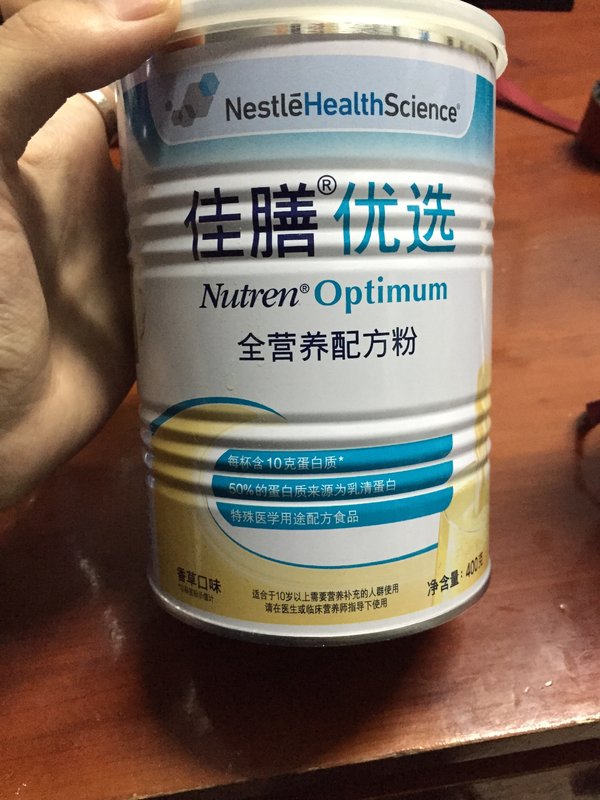 NestléHealthScience®
佳膳®优选
Nutren® Optimum
全营养配方粉
每杯含10克蛋白质*
50%的蛋白质来源为乳清蛋白
特殊医学用途配方食品
香草口味
适合于10岁以上需要营养补充的人群使用
请在医生或临床营养师指导下使用
净含量: 400克